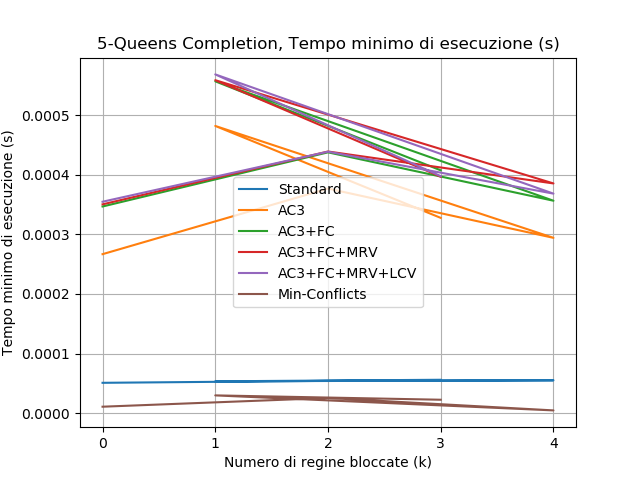 5-Queens Completion, Tempo minimo di esecuzione (s)
Tempo minimo di esecuzione (s)
0.0005
0.0004
0.0003
0.0002
0.0001
0.0000
Standard
AC3
AC3+FC
AC3+FC+MRV
AC3+FC+MRV+LCV
Min-Conflicts
0 1 2 3 4
Numero di regine bloccate (k)